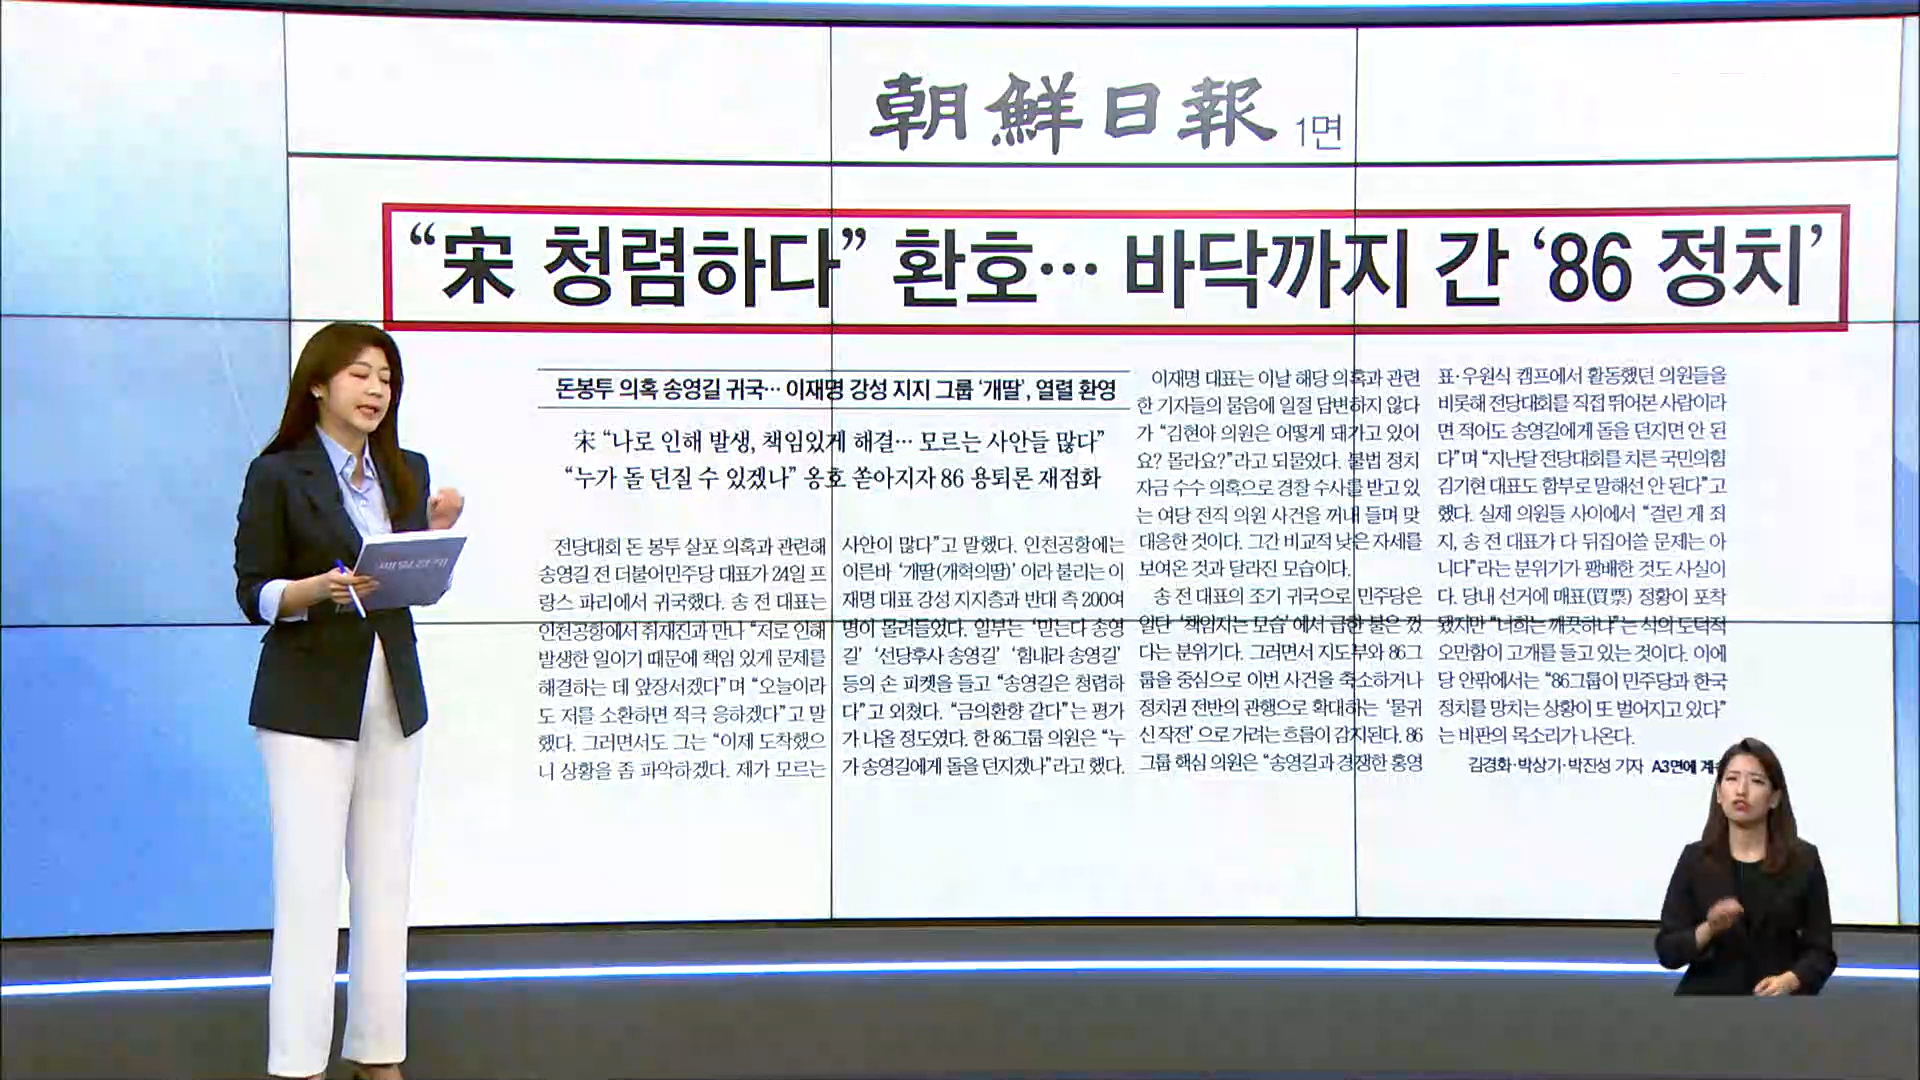 朝鮮日報 1면
“宋 청렴하다” 환호… 바닥까지 간 ‘86 정치’
돈봉투 의혹 송영길 귀국… 이재명 강성 지지 그룹 ‘개딸’, 열렬 환영
宋 “나로 인해 발생, 책임있게 해결… 모르는 사안들 많다”
“누가 돌 던질 수 있겠나” 옹호 쏟아지자 86 용퇴론 재점화
전당대회 돈 봉투 살포 의혹과 관련해
송영길 전 더불어민주당 대표가 24일 프
랑스 파리에서 귀국했다. 송 전 대표는
인천공항에서 취재진과 만나 “저로 인해
발생한 일이기 때문에 책임 있게 문제를
해결하는 데 앞장서겠다”며 “오늘이라
도 저를 소환하면 적극 응하겠다”고 말
했다. 그러면서도 그는 “이제 도착했으
니 상황을 좀 파악하겠다. 제가 모르는
사안이 많다”고 말했다. 인천공항에는
이른바 ‘개딸(개혁의딸)’이라 불리는 이
재명 대표 강성 지지층과 반대 측 200여
명이 몰려들었다. 일부는 ‘믿는다 송영
길’ ‘선당후사 송영길’ ‘힘내라 송영길’
등의 손 피켓을 들고 “송영길은 청렴하
다”고 외쳤다. “금의환향 같다”는 평가
가 나올 정도였다. 한 86그룹 의원은 “누
가 송영길에게 돌을 던지겠나”라고 했다.
이재명 대표는 이날 해당 의혹과 관련
한 기자들의 물음에 일절 답변하지 않다
가 “김현아 의원은 어떻게 돼가고 있어
요? 몰라요?”라고 되물었다. 불법 정치
자금 수수 의혹으로 경찰 수사를 받고 있
는 여당 전직 의원 사건을 꺼내 들며 맞
대응한 것이다. 그간 비교적 낮은 자세를
보여온 것과 달라진 모습이다.
송 전 대표의 조기 귀국으로 민주당은
일단 ‘책임지는 모습’에서 급한 불은 껐
다는 분위기다. 그러면서 지도부와 86그
룹을 중심으로 이번 사건을 축소하거나
정치권 전반의 관행으로 확대하는 ‘물귀
신 작전’으로 가려는 흐름이 감지된다. 86
그룹 핵심 의원은 “송영길과 경쟁한 홍영
표·우원식 캠프에서 활동했던 의원들을
비롯해 전당대회를 직접 뛰어본 사람이라
면 적어도 송영길에게 돌을 던지면 안 된
다”며 “지난달 전당대회를 치른 국민의힘
김기현 대표도 함부로 말해선 안 된다”고
했다. 실제 의원들 사이에서 “걸린 게 죄
지, 송 전 대표가 다 뒤집어쓸 문제는 아
니다”라는 분위기가 팽배한 것도 사실이
다. 당내 선거에 매표(買票) 정황이 포착
됐지만 “너희는 깨끗하냐”는 식의 도덕적
오만함이 고개를 들고 있는 것이다. 이에
당 안팎에서는 “86그룹이 민주당과 한국
정치를 망치는 상황이 또 벌어지고 있다”
는 비판의 목소리가 나온다.
김경화·박상기·박진성 기자 A3면에 계